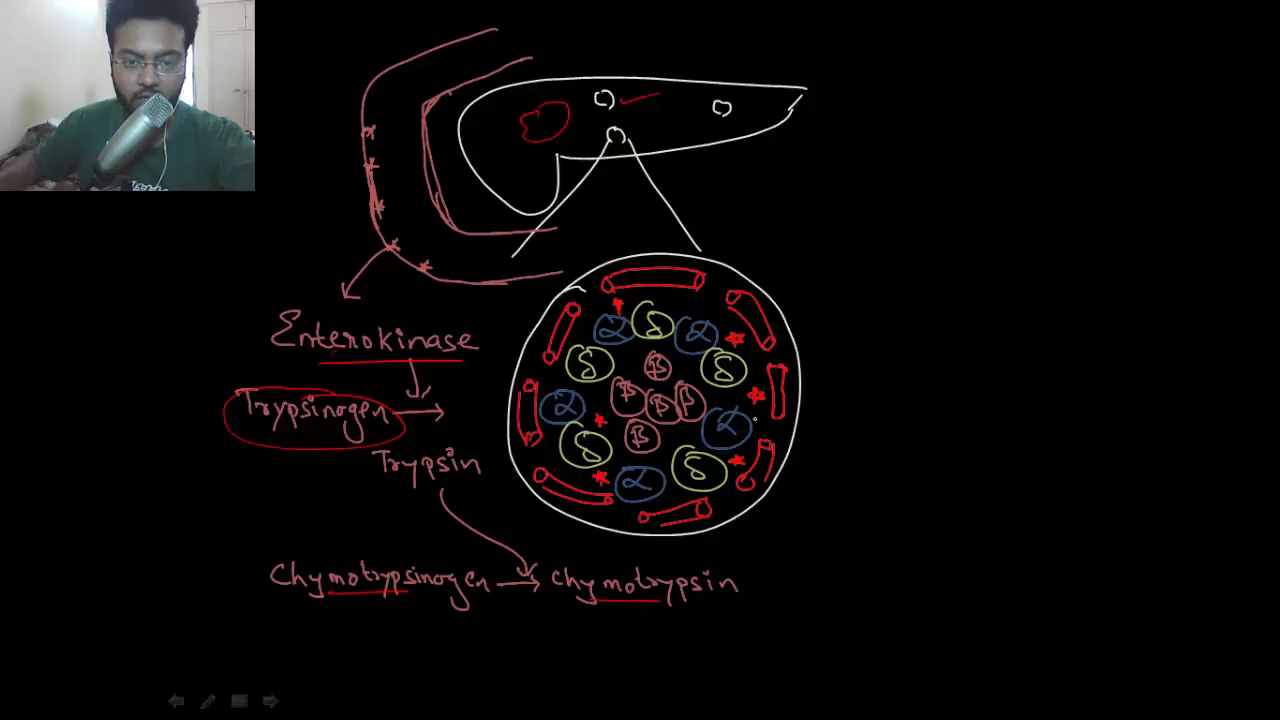 Enterokinase
Trypsinogen
Trypsin
Chymotrypsinogen → chymotrypsin
α δ α
δ β δ
α β β β α
δ β δ
α